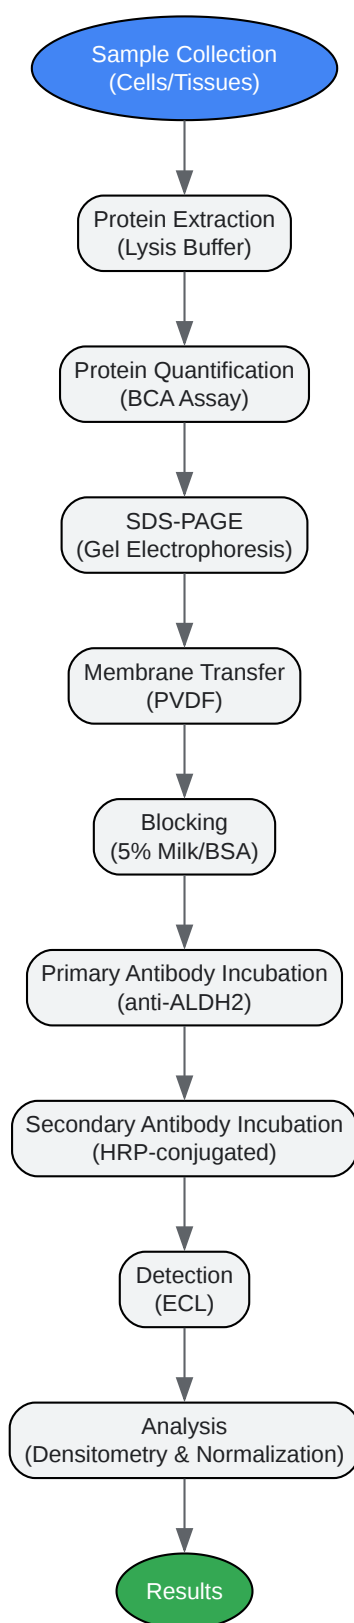 Sample Collection
(Cells/Tissues)
Protein Extraction
(Lysis Buffer)
Protein Quantification
(BCA Assay)
SDS-PAGE
(Gel Electrophoresis)
Membrane Transfer
(PVDF)
Blocking
(5% Milk/BSA)
Primary Antibody Incubation
(anti-ALDH2)
Secondary Antibody Incubation
(HRP-conjugated)
Detection
(ECL)
Analysis
(Densitometry & Normalization)
Results